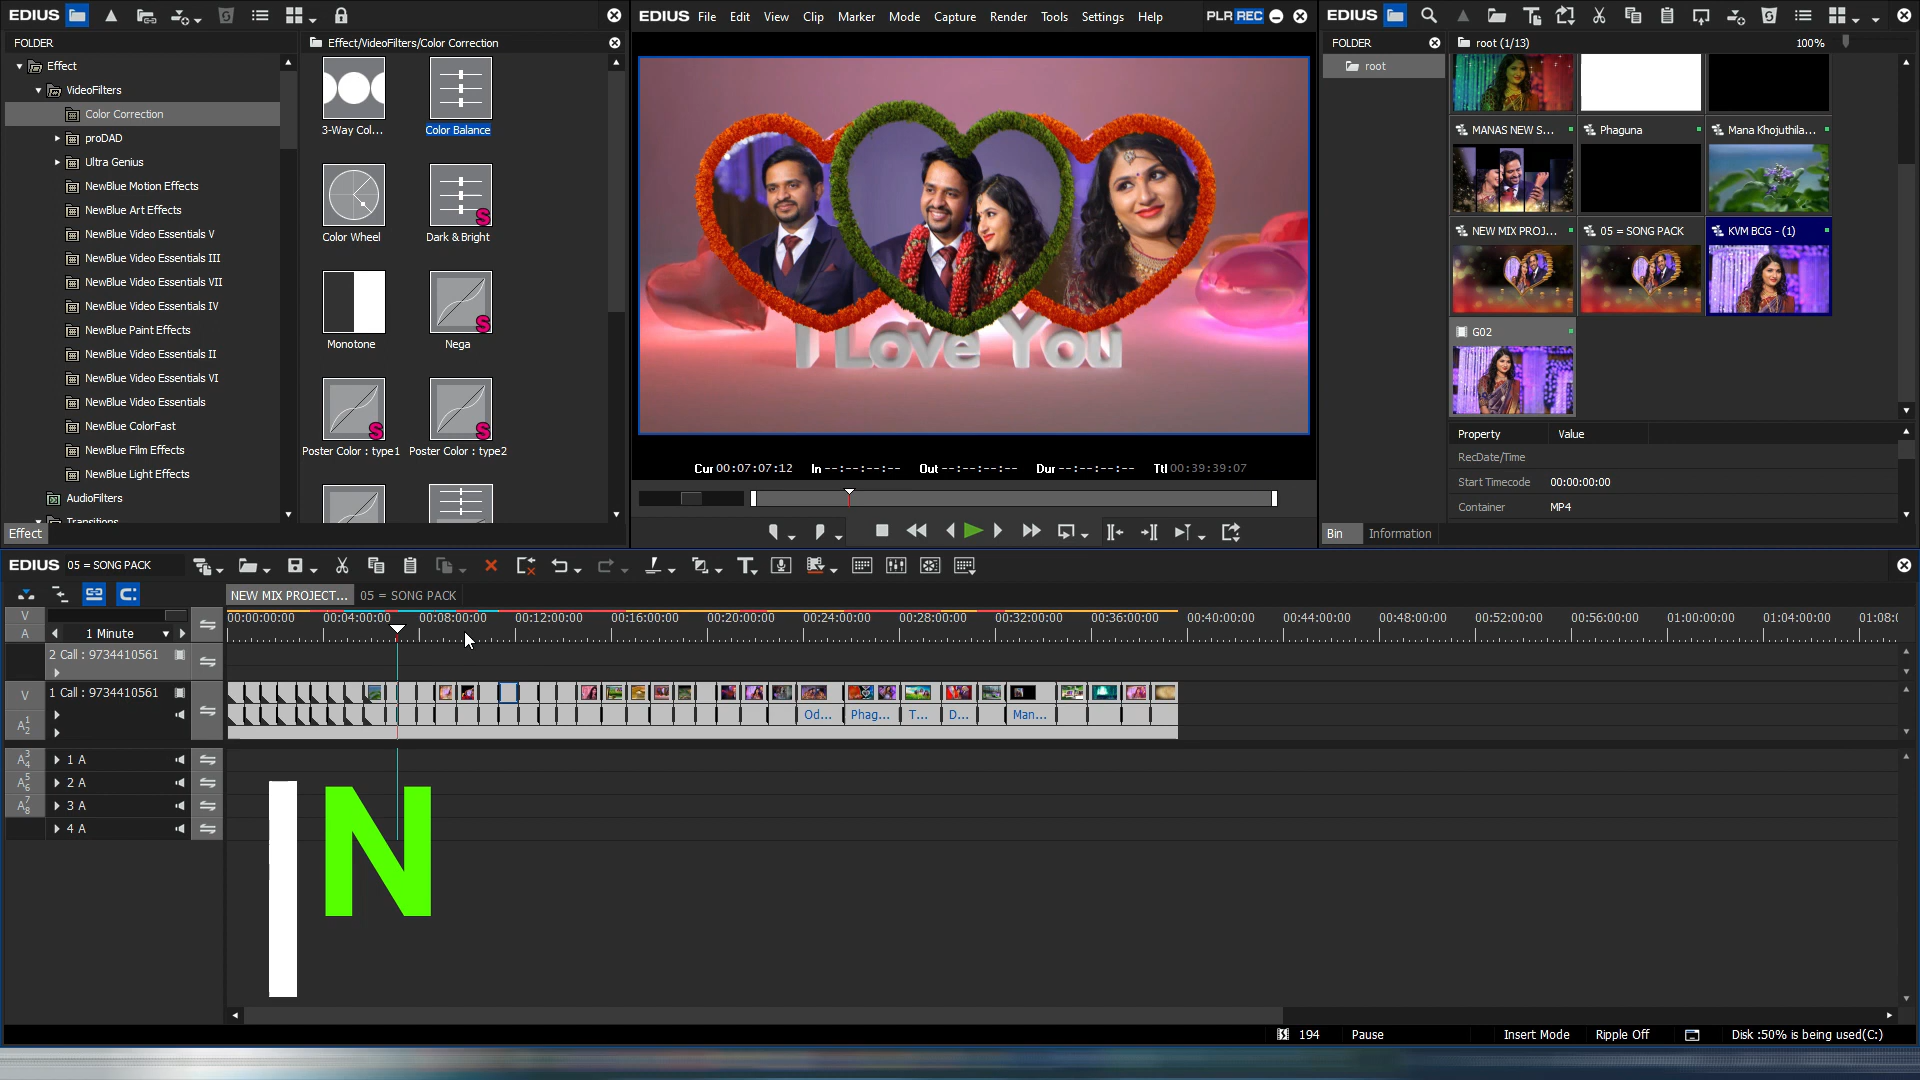 EDIUS
FOLDER
Effect
VideoFilters
Color Correction
proDAD
Ultra Genius
NewBlue Motion Effects
NewBlue Art Effects
NewBlue Video Essentials V
NewBlue Video Essentials III
NewBlue Video Essentials VII
NewBlue Video Essentials IV
NewBlue Paint Effects
NewBlue Video Essentials II
NewBlue Video Essentials VI
NewBlue Video Essentials
NewBlue ColorFast
NewBlue Film Effects
NewBlue Light Effects
AudioFilters
Transitions
Effect
Effect/VideoFilters/Color Correction
3-Way Col... Color Balance
Color Wheel Dark & Bright
Monotone Nega
Poster Color : type1 Poster Color : type2
EDIUS File Edit View Clip Marker Mode Capture Render Tools Settings Help PLR REC
I Love You
Cur 00:07:07:12 In --:--:--:-- Out --:--:--:-- Dur --:--:--:-- Ttl 00:39:39:07
EDIUS
FOLDER
root
root (1/13) 100%
MANAS NEW S... Phaguna Mana Khojuthila...
NEW MIX PROJ... 05 = SONG PACK KVM BCG - (1)
G02
Property Value
RecDate/Time
Start Timecode 00:00:00:00
Container MP4
Bin Information
EDIUS 05 = SONG PACK
NEW MIX PROJECT... 05 = SONG PACK
00:00:00:00 00:04:00:00 00:08:00:00 00:12:00:00 00:16:00:00 00:20:00:00 00:24:00:00 00:28:00:00 00:32:00:00 00:36:00:00 00:40:00:00 00:44:00:00 00:48:00:00 00:52:00:00 00:56:00:00 01:00:00:00 01:04:00:00 01:08:0
V
A 1 Minute
2 Call : 9734410561
V 1 Call : 9734410561
A 1 2 Od... Phag... T... D... Man...
A 3 4 1 A
A 5 6 2 A
A 7 8 3 A
4 A
N
194 Pause Insert Mode Ripple Off Disk :50% is being used(C:)